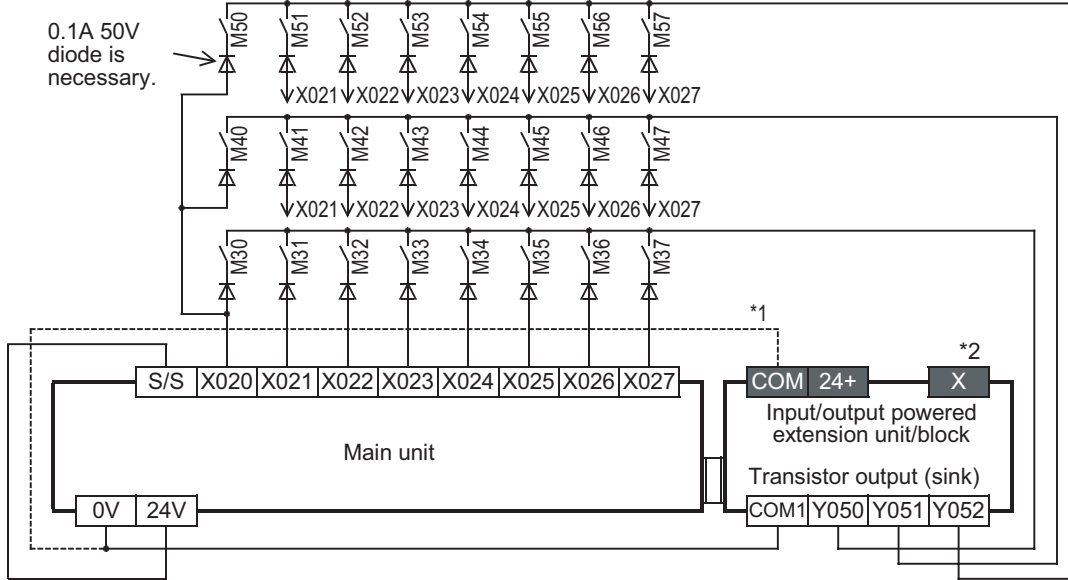 0.1A 50V
diode is
necessary.
M50 M51 M52 M53 M54 M55 M56 M57
X021 X022 X023 X024 X025 X026 X027
M40 M41 M42 M43 M44 M45 M46 M47
X021 X022 X023 X024 X025 X026 X027
M30 M31 M32 M33 M34 M35 M36 M37
*1
*2
S/S X020 X021 X022 X023 X024 X025 X026 X027
COM 24+ X
Input/output powered
extension unit/block
Main unit
Transistor output (sink)
0V 24V
COM1 Y050 Y051 Y052